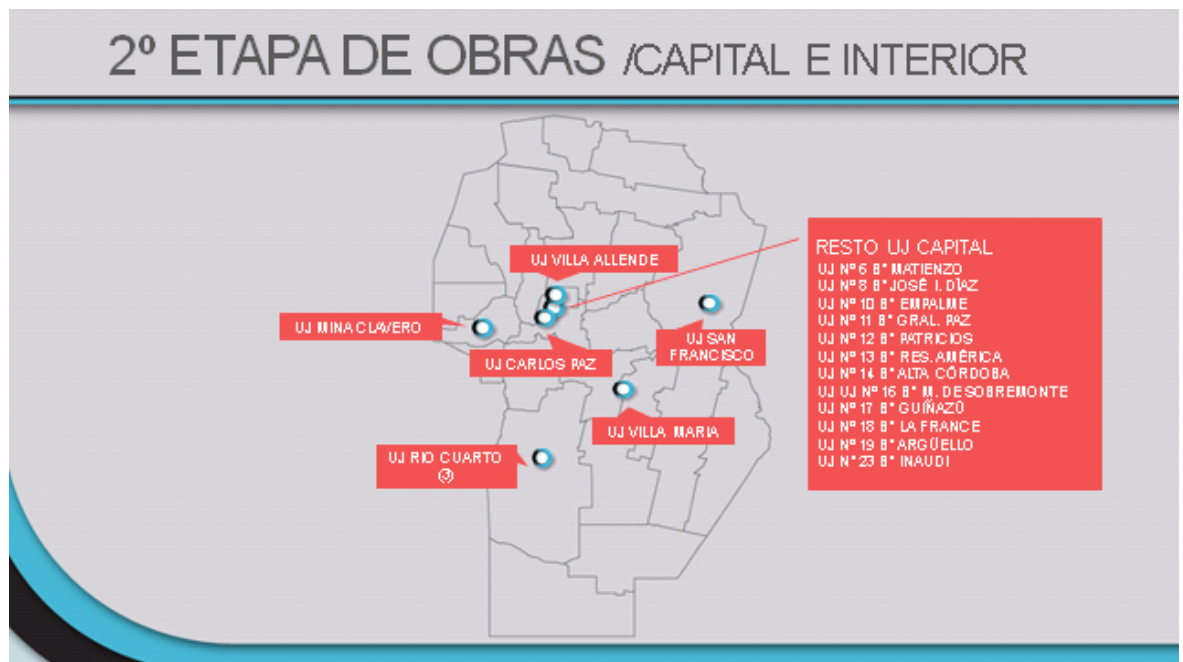 2º ETAPA DE OBRAS /CAPITAL E INTERIOR
UJ VILLA ALLENDE
UJ MINA CLAVERO
UJ CARLOS PAZ
UJ SAN
FRANCISCO
UJ VILLA MARIA
UJ RIO CUARTO
(3)
RESTO UJ CAPITAL
UJ Nº 6 Bº MATIENZO
UJ Nº 8 Bº JOSÉ I. DÍAZ
UJ Nº 10 Bº EMPALME
UJ Nº 11 Bº GRAL. PAZ
UJ Nº 12 Bº PATRICIOS
UJ Nº 13 Bº RES. AMÉRICA
UJ Nº 14 Bº ALTA CÓRDOBA
UJ UJ Nº 16 Bº M. DE SOBREMONTE
UJ Nº 17 Bº GUIÑAZÚ
UJ Nº 18 Bº LA FRANCE
UJ Nº 19 Bº ARGÜELLO
UJ N° 23 B° INAUDI